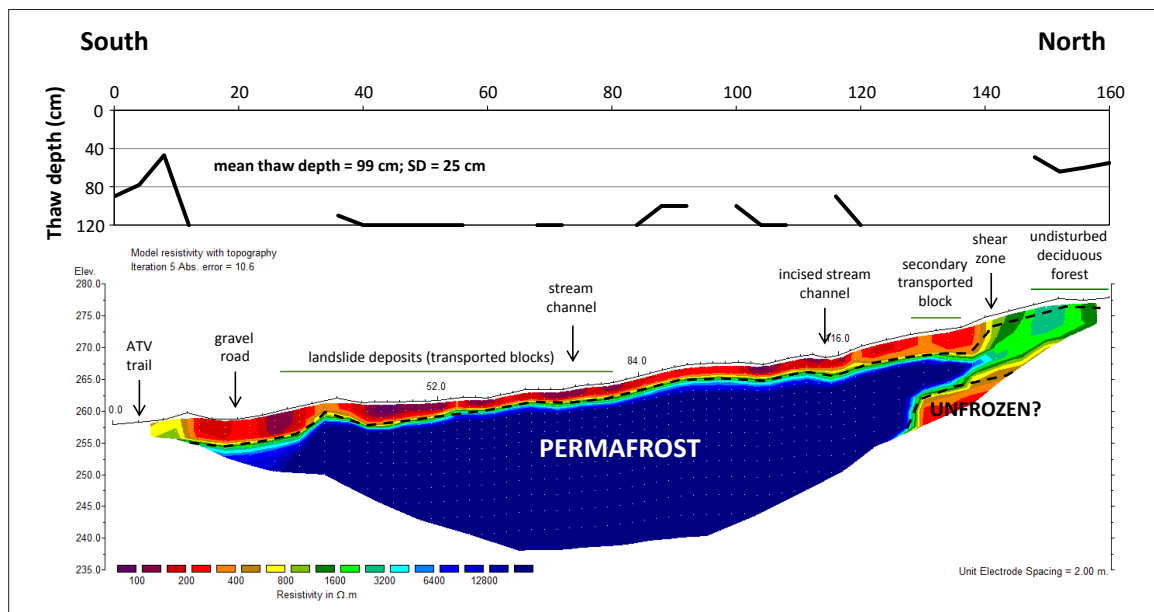 South
North
0 20 40 60 80 100 120 140 160
Thaw depth (cm)
0
40
80
120
mean thaw depth = 99 cm; SD = 25 cm
Model resistivity with topography
Iteration 5 Abs. error = 10.6
Elev.
280.0
275.0
270.0
265.0
260.0
255.0
250.0
245.0
240.0
235.0
ATV
trail
gravel
road
landslide deposits (transported blocks)
stream
channel
incised stream
channel
secondary
transported
block
shear
zone
undisturbed
deciduous
forest
0.0
52.0
84.0
116.0
PERMAFROST
UNFROZEN?
100 200 400 800 1600 3200 6400 12800
Resistivity in Ω.m
Unit Electrode Spacing = 2.00 m.